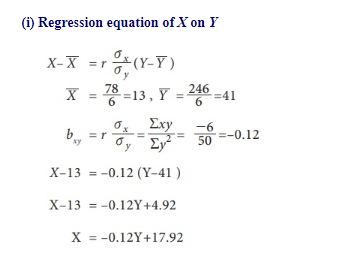 (i) Regression equation of X on Y
X-X̅ = r σx/σy (Y-Y̅)
X̅ = 78/6 =13 , Y̅ = 246/6 =41
bxy = r σx/σy = Σxy/Σy² = −6/50 =−0.12
X−13 = −0.12 (Y−41 )
X−13 = −0.12Y+4.92
X = −0.12Y+17.92